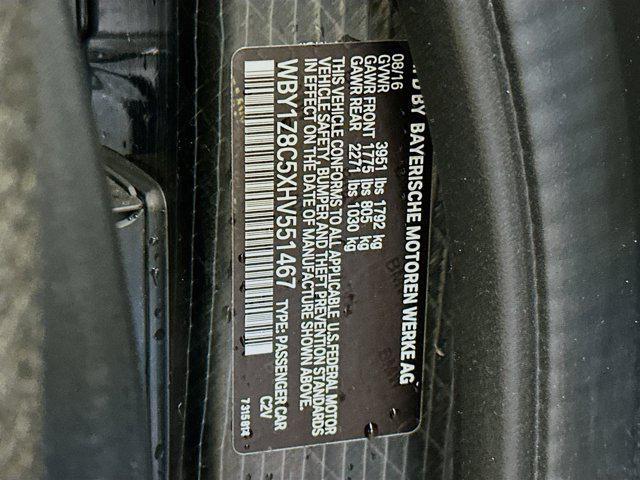 D BY BAYERISCHE MOTOREN WERKE AG
08/16
GVWR 3951 lbs 1792 kg
GAWR FRONT 1775 lbs 805 kg
GAWR REAR 2271 lbs 1030 kg
THIS VEHICLE CONFORMS TO ALL APPLICABLE U.S.FEDERAL MOTOR
VEHICLE SAFETY, BUMPER AND THEFT PREVENTION STANDARDS
IN EFFECT ON THE DATE OF MANUFACTURE SHOWN ABOVE.
WBY1Z8C5XHV551467 TYPE: PASSENGER CAR
C2V